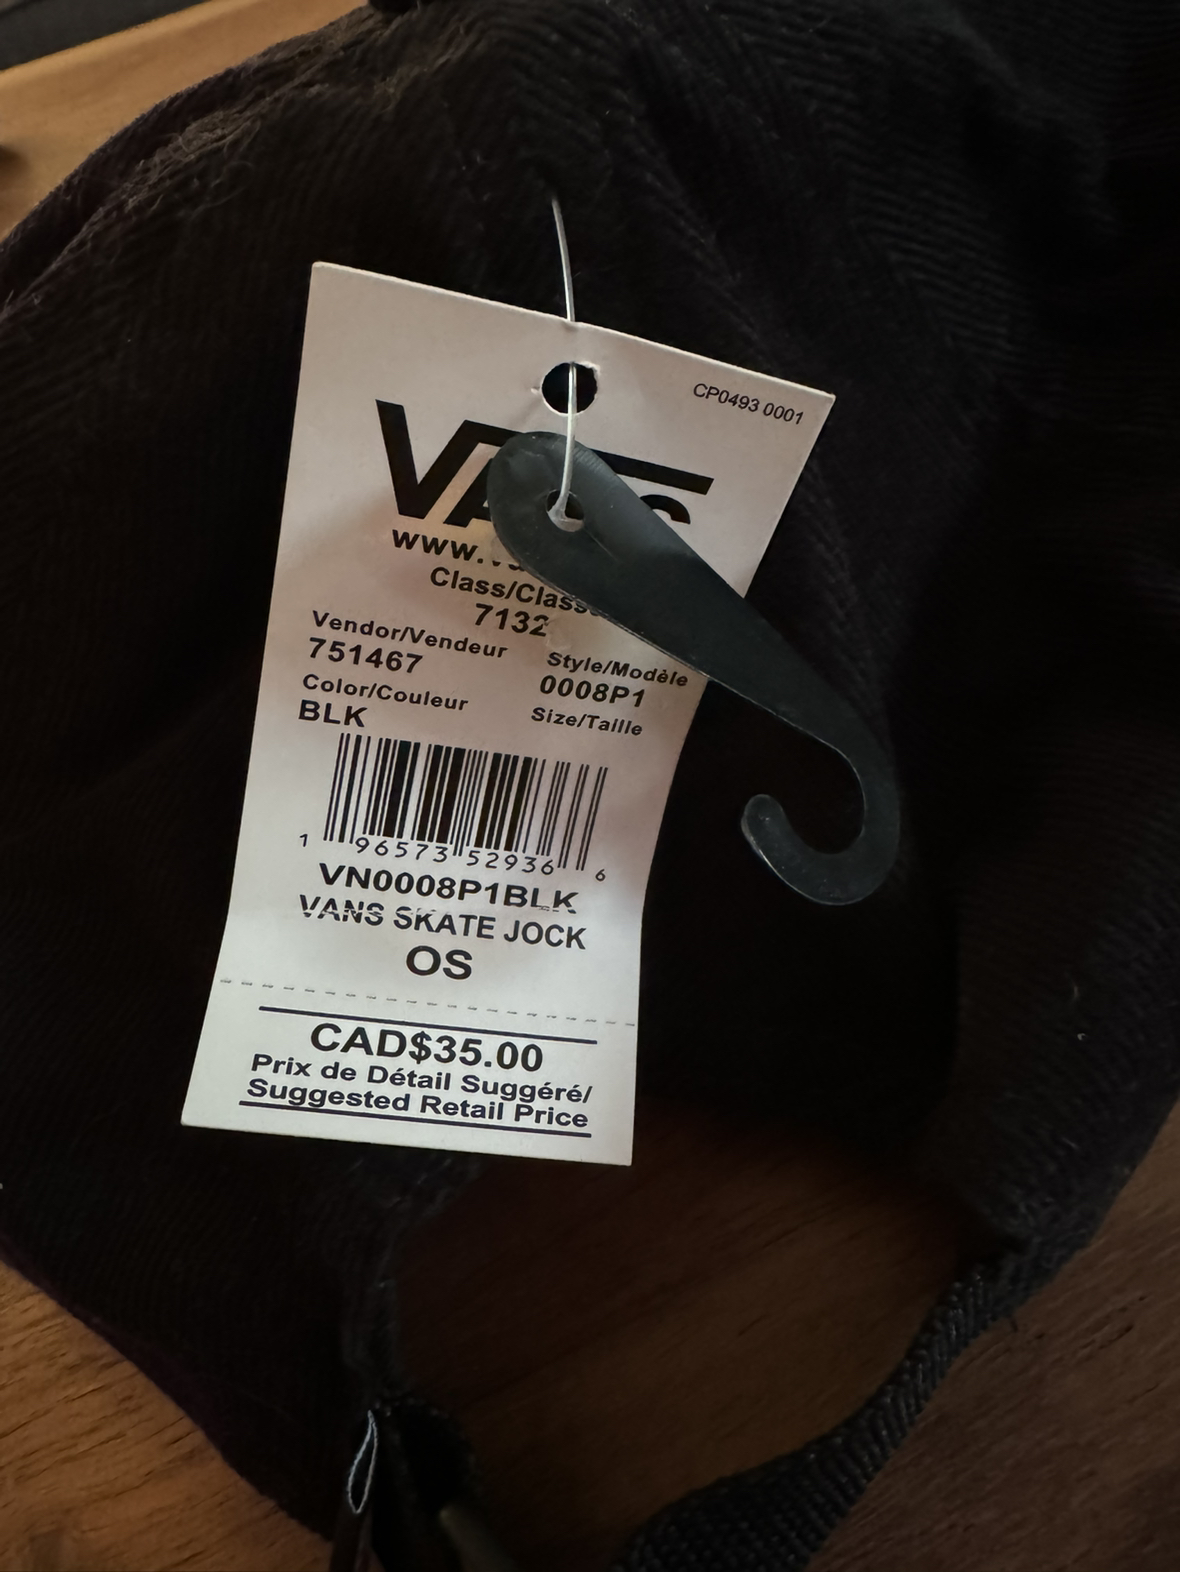 CP0493 0001
VANS
www.
Class/Classe
7132
Vendor/Vendeur
751467
Style/Modèle
0008P1
Color/Couleur
BLK
Size/Taille
1 96573 52936 6
VN0008P1BLK
VANS SKATE JOCK
OS
CAD$35.00
Prix de Détail Suggéré/
Suggested Retail Price